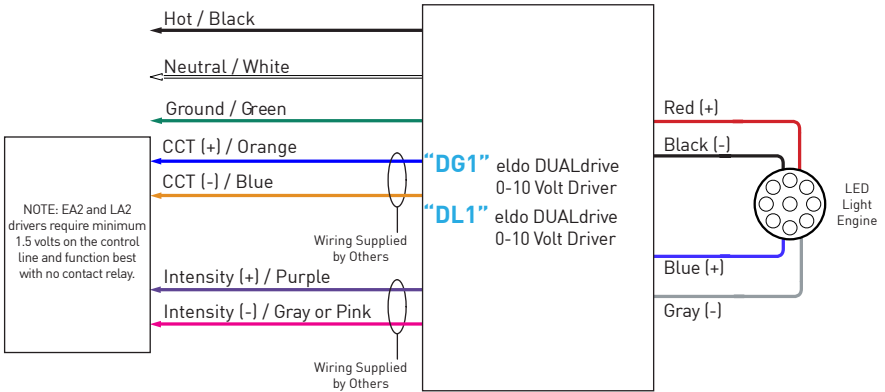 Hot / Black
Neutral / White
Ground / Green
CCT (+) / Orange
CCT (-) / Blue
Wiring Supplied
by Others
Intensity (+) / Purple
Intensity (-) / Gray or Pink
Wiring Supplied
by Others
NOTE: EA2 and LA2
drivers require minimum
1.5 volts on the control
line and function best
with no contact relay.
“DG1” eldo DUALdrive
0-10 Volt Driver
“DL1” eldo DUALdrive
0-10 Volt Driver
Red (+)
Black (-)
Blue (+)
Gray (-)
LED
Light
Engine